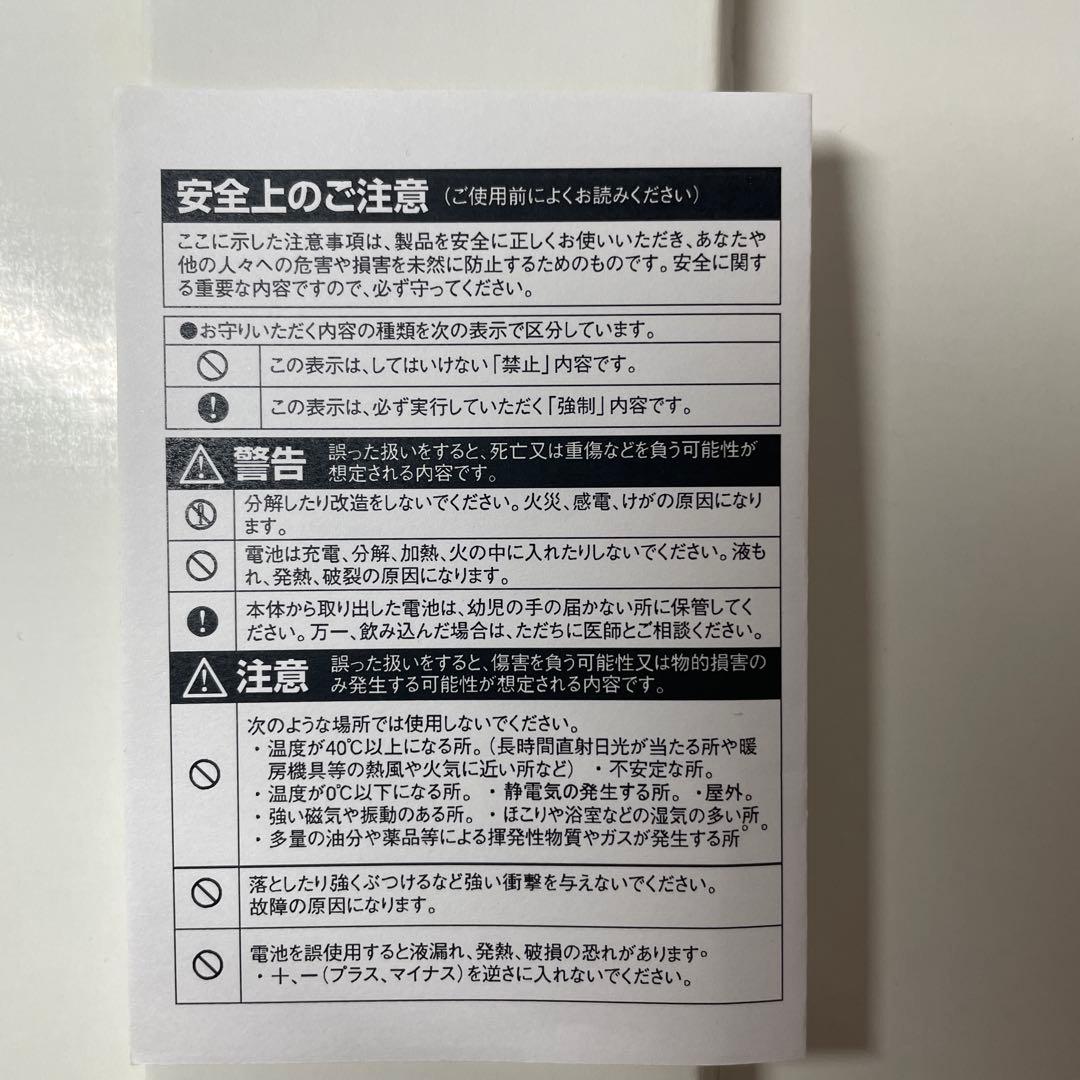 安全上のご注意（ご使用前によくお読みください）
ここに示した注意事項は、製品を安全に正しくお使いいただき、あなたや
他の人々への危害や損害を未然に防止するためのものです。安全に関す
る重要な内容ですので、必ず守ってください。
●お守りいただく内容の種類を次の表示で区分しています。
この表示は、してはいけない「禁止」内容です。
この表示は、必ず実行していただく「強制」内容です。
警告 誤った扱いをすると、死亡又は重傷などを負う可能性が
想定される内容です。
分解したり改造をしないでください。火災、感電、けがの原因になり
ます。
電池は充電、分解、加熱、火の中に入れたりしないでください。液も
れ、発熱、破裂の原因になります。
本体から取り出した電池は、幼児の手の届かない所に保管してく
ださい。万一、飲み込んだ場合は、ただちに医師とご相談ください。
注意 誤った扱いをすると、傷害を負う可能性又は物的損害の
み発生する可能性が想定される内容です。
次のような場所では使用しないでください。
・温度が40℃以上になる所。（長時間直射日光が当たる所や暖
房機具等の熱風や火気に近い所など）・不安定な所。
・温度が0℃以下になる所。・静電気の発生する所。・屋外。
・強い磁気や振動のある所。・ほこりや浴室などの湿気の多い所。
・多量の油分や薬品等による揮発性物質やガスが発生する所。
落としたり強くぶつけるなど強い衝撃を与えないでください。
故障の原因になります。
電池を誤使用すると液漏れ、発熱、破損の恐れがあります。
・＋、－（プラス、マイナス）を逆さに入れないでください。